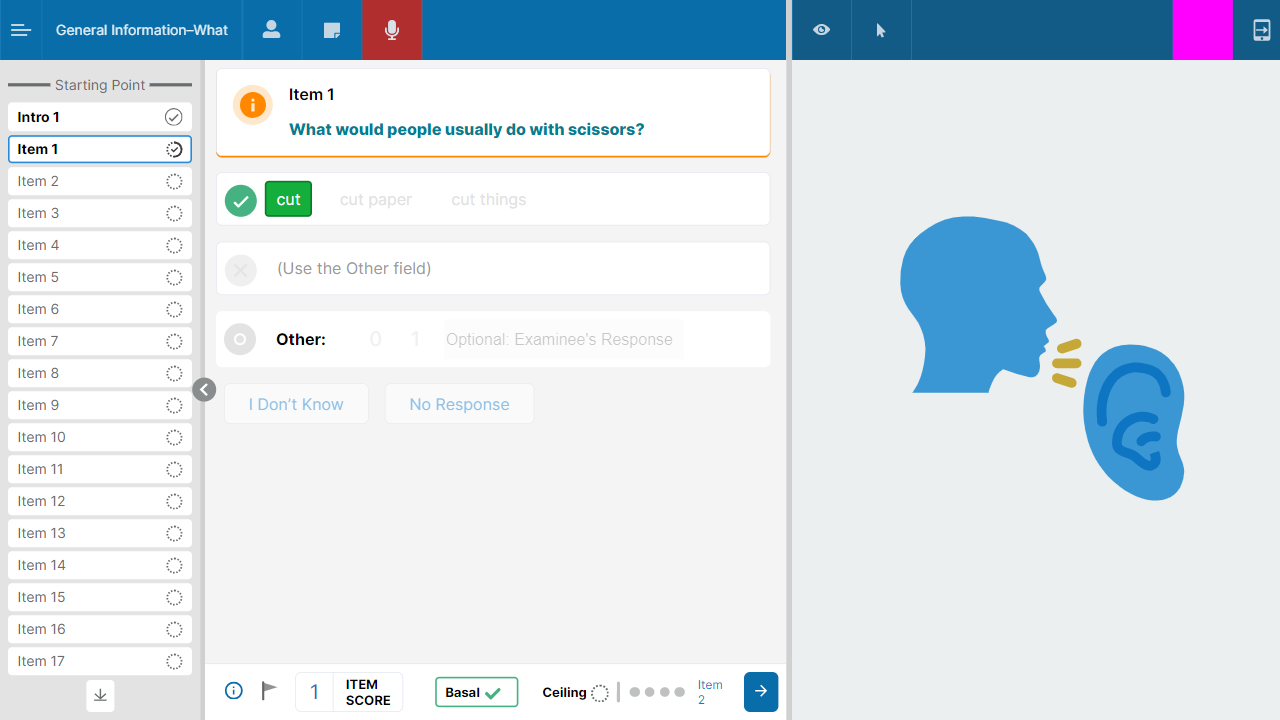 General Information–What
Starting Point
Intro 1
Item 1
Item 2
Item 3
Item 4
Item 5
Item 6
Item 7
Item 8
Item 9
Item 10
Item 11
Item 12
Item 13
Item 14
Item 15
Item 16
Item 17
Item 1
What would people usually do with scissors?
cut cut paper cut things
(Use the Other field)
Other: 0 1 Optional: Examinee's Response
I Don't Know No Response
1 ITEM
SCORE
Basal
Ceiling
Item
2